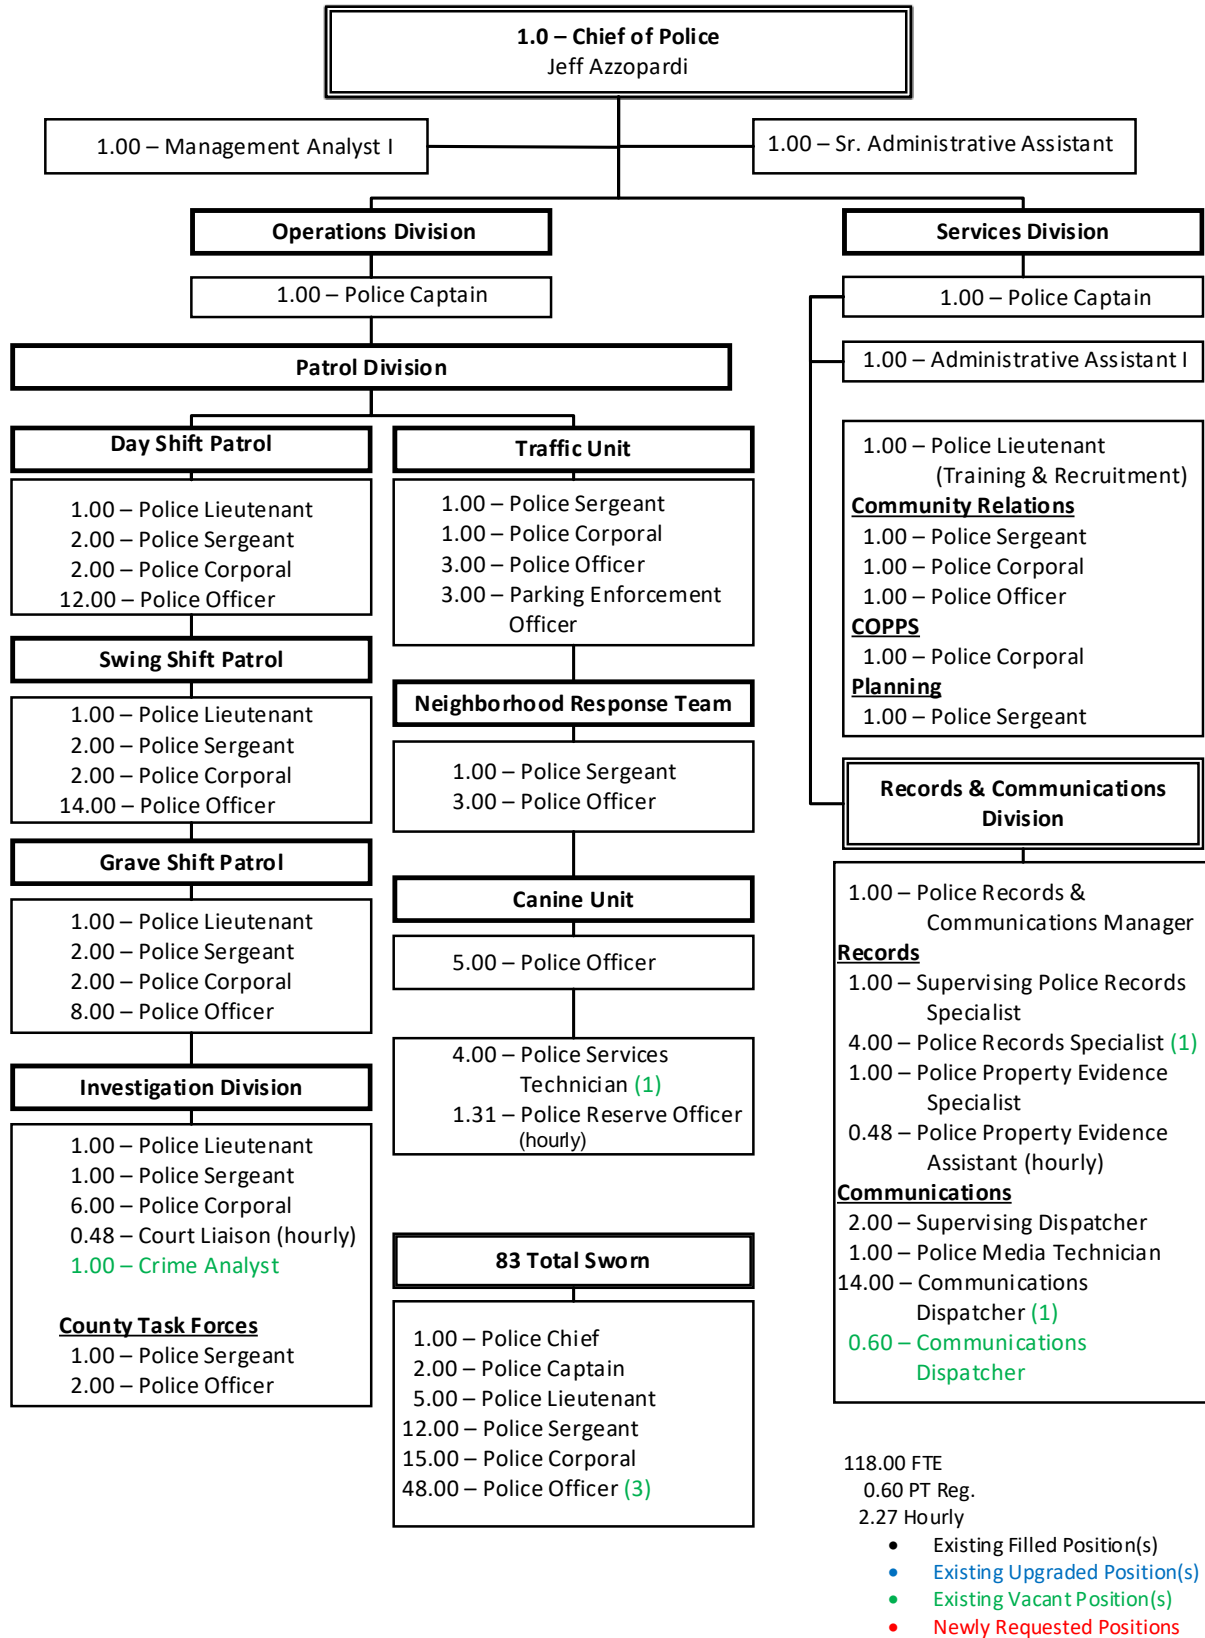 1.0 – Chief of Police
Jeff Azzopardi
1.00 – Management Analyst I
1.00 – Sr. Administrative Assistant
Operations Division
1.00 – Police Captain
Patrol Division
Day Shift Patrol
1.00 – Police Lieutenant
2.00 – Police Sergeant
2.00 – Police Corporal
12.00 – Police Officer
Swing Shift Patrol
1.00 – Police Lieutenant
2.00 – Police Sergeant
2.00 – Police Corporal
14.00 – Police Officer
Grave Shift Patrol
1.00 – Police Lieutenant
2.00 – Police Sergeant
2.00 – Police Corporal
8.00 – Police Officer
Investigation Division
1.00 – Police Lieutenant
1.00 – Police Sergeant
6.00 – Police Corporal
0.48 – Court Liaison (hourly)
1.00 – Crime Analyst
County Task Forces
1.00 – Police Sergeant
2.00 – Police Officer
Traffic Unit
1.00 – Police Sergeant
1.00 – Police Corporal
3.00 – Police Officer
3.00 – Parking Enforcement
Officer
Neighborhood Response Team
1.00 – Police Sergeant
3.00 – Police Officer
Canine Unit
5.00 – Police Officer
4.00 – Police Services
Technician (1)
1.31 – Police Reserve Officer
(hourly)
83 Total Sworn
1.00 – Police Chief
2.00 – Police Captain
5.00 – Police Lieutenant
12.00 – Police Sergeant
15.00 – Police Corporal
48.00 – Police Officer (3)
Services Division
1.00 – Police Captain
1.00 – Administrative Assistant I
1.00 – Police Lieutenant
(Training & Recruitment)
Community Relations
1.00 – Police Sergeant
1.00 – Police Corporal
1.00 – Police Officer
COPPS
1.00 – Police Corporal
Planning
1.00 – Police Sergeant
Records & Communications
Division
1.00 – Police Records &
Communications Manager
Records
1.00 – Supervising Police Records
Specialist
4.00 – Police Records Specialist (1)
1.00 – Police Property Evidence
Specialist
0.48 – Police Property Evidence
Assistant (hourly)
Communications
2.00 – Supervising Dispatcher
1.00 – Police Media Technician
14.00 – Communications
Dispatcher (1)
0.60 – Communications
Dispatcher
118.00 FTE
0.60 PT Reg.
2.27 Hourly
• Existing Filled Position(s)
• Existing Upgraded Position(s)
• Existing Vacant Position(s)
• Newly Requested Positions